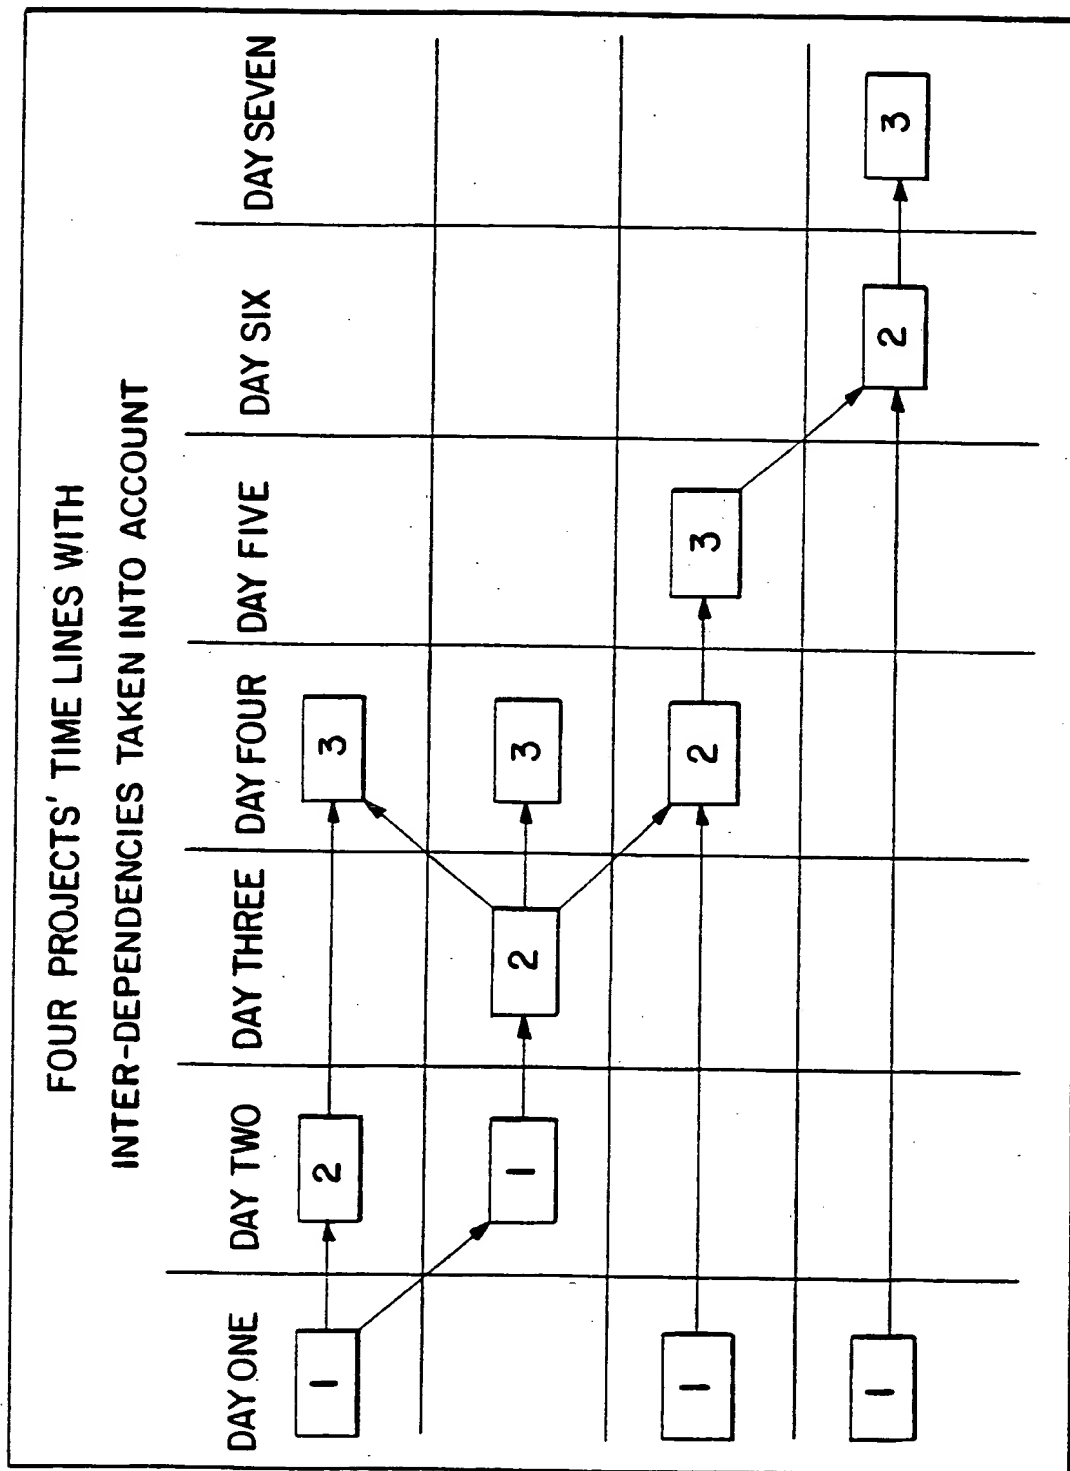 FOUR PROJECTS' TIME LINES WITH
INTER-DEPENDENCIES TAKEN INTO ACCOUNT
DAY ONE DAY TWO DAY THREE DAY FOUR DAY FIVE DAY SIX DAY SEVEN
1 2 3
1 2 3
1 2 3
1 2 3